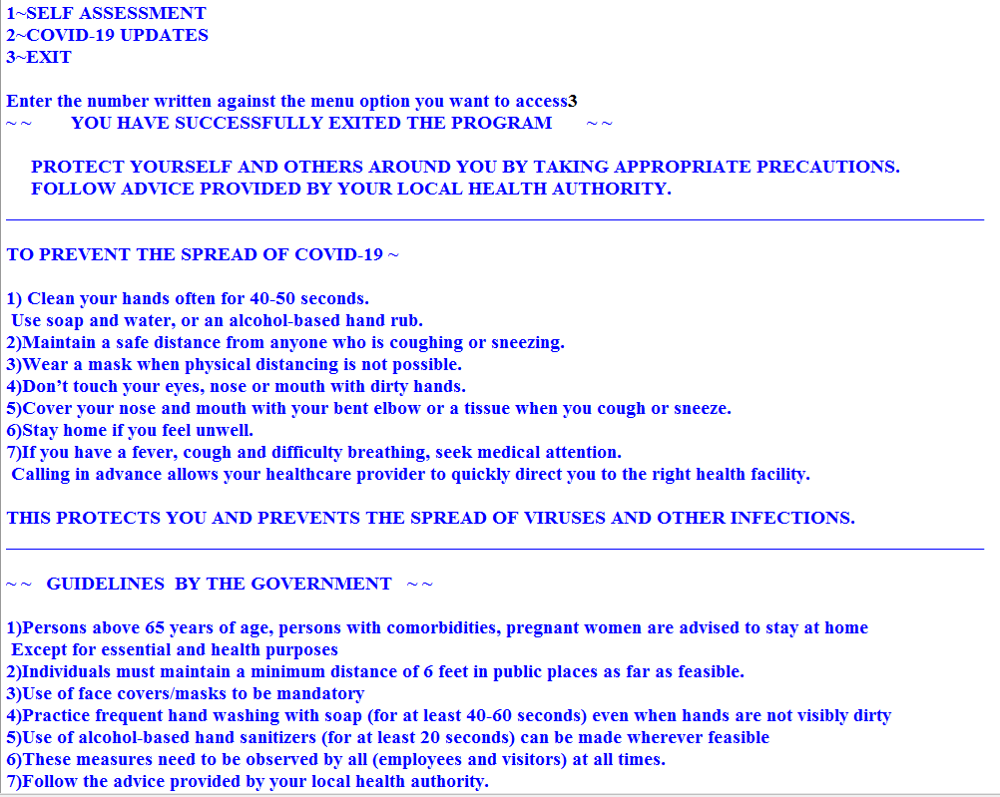 1~SELF ASSESSMENT
2~COVID-19 UPDATES
3~EXIT
Enter the number written against the menu option you want to access3
~ ~ YOU HAVE SUCCESSFULLY EXITED THE PROGRAM ~ ~
PROTECT YOURSELF AND OTHERS AROUND YOU BY TAKING APPROPRIATE PRECAUTIONS.
FOLLOW ADVICE PROVIDED BY YOUR LOCAL HEALTH AUTHORITY.
TO PREVENT THE SPREAD OF COVID-19 ~
1) Clean your hands often for 40-50 seconds.
Use soap and water, or an alcohol-based hand rub.
2)Maintain a safe distance from anyone who is coughing or sneezing.
3)Wear a mask when physical distancing is not possible.
4)Don’t touch your eyes, nose or mouth with dirty hands.
5)Cover your nose and mouth with your bent elbow or a tissue when you cough or sneeze.
6)Stay home if you feel unwell.
7)If you have a fever, cough and difficulty breathing, seek medical attention.
Calling in advance allows your healthcare provider to quickly direct you to the right health facility.
THIS PROTECTS YOU AND PREVENTS THE SPREAD OF VIRUSES AND OTHER INFECTIONS.
~ ~ GUIDELINES BY THE GOVERNMENT ~ ~
1)Persons above 65 years of age, persons with comorbidities, pregnant women are advised to stay at home
Except for essential and health purposes
2)Individuals must maintain a minimum distance of 6 feet in public places as far as feasible.
3)Use of face covers/masks to be mandatory
4)Practice frequent hand washing with soap (for at least 40-60 seconds) even when hands are not visibly dirty
5)Use of alcohol-based hand sanitizers (for at least 20 seconds) can be made wherever feasible
6)These measures need to be observed by all (employees and visitors) at all times.
7)Follow the advice provided by your local health authority.